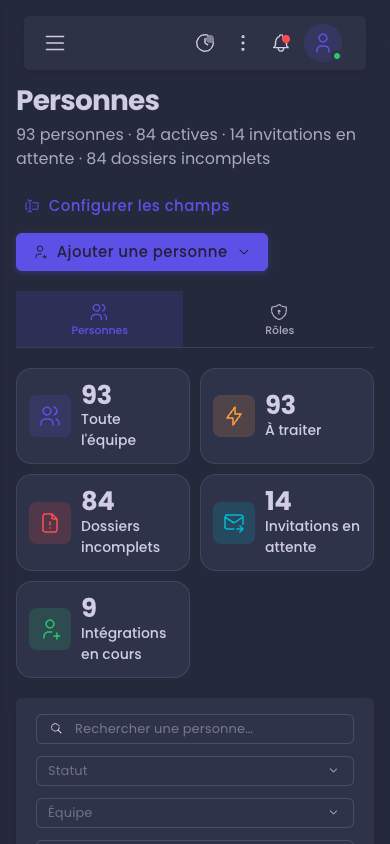 Personnes
93 personnes · 84 actives · 14 invitations en
attente · 84 dossiers incomplets
Configurer les champs
Ajouter une personne
Personnes
Rôles
93
Toute
l'équipe
93
À traiter
84
Dossiers
incomplets
14
Invitations en
attente
9
Intégrations
en cours
Rechercher une personne...
Statut
Équipe